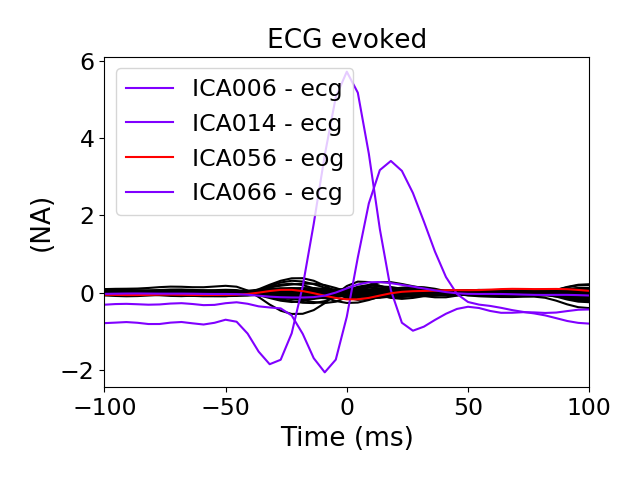 ECG evoked
6
4
2
0
−2
(NA)
ICA006 - ecg
ICA014 - ecg
ICA056 - eog
ICA066 - ecg
−100
−50
0
50
100
Time (ms)